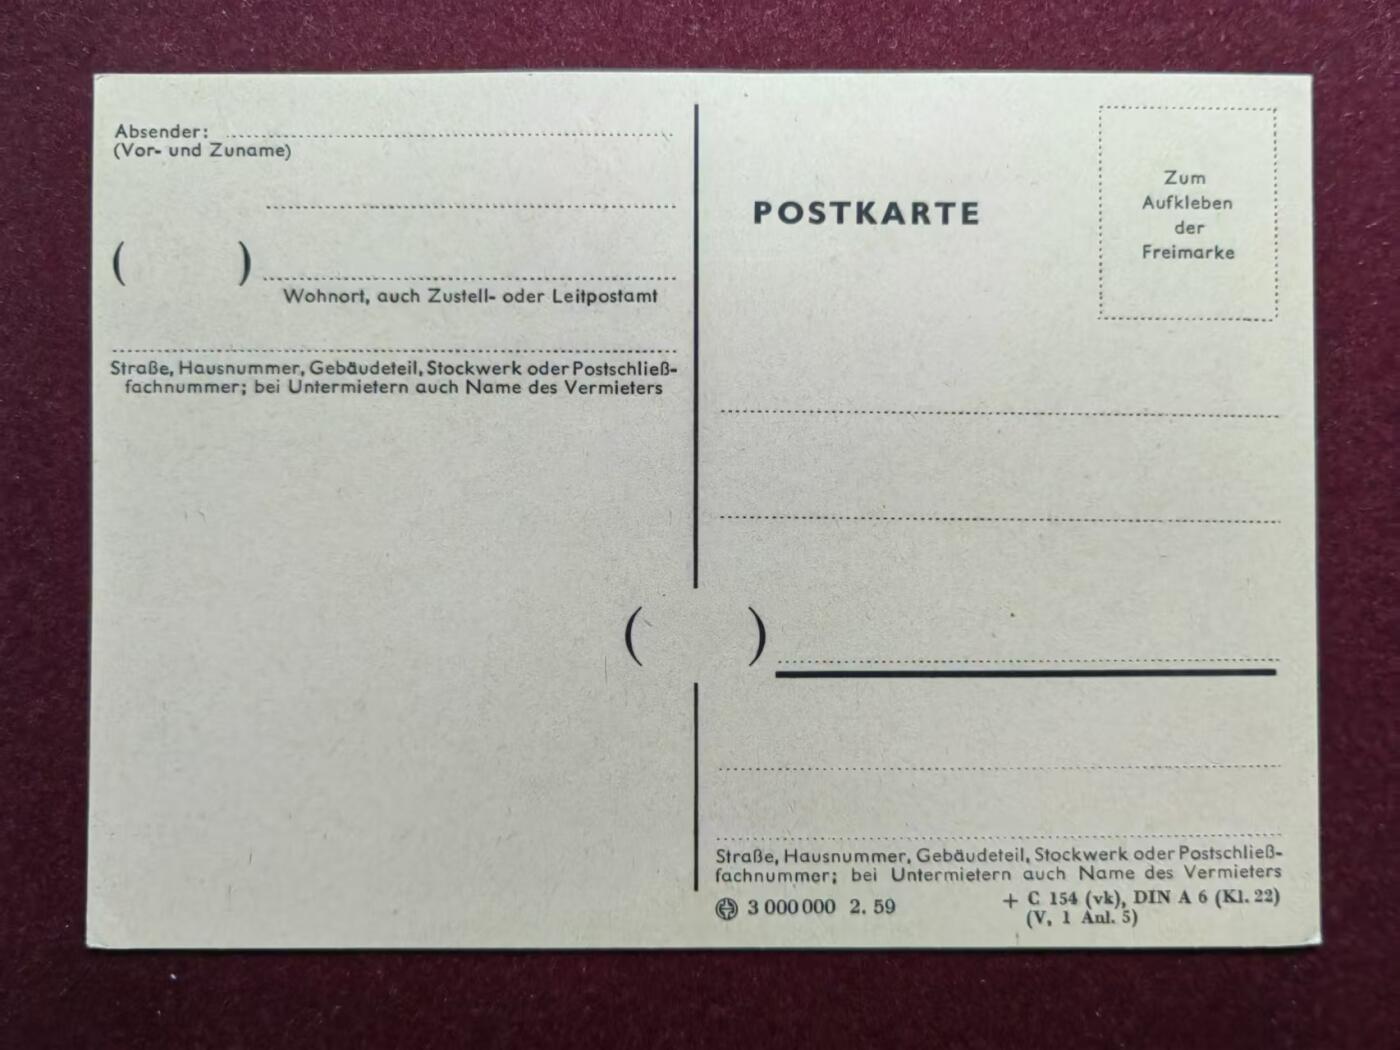 Absender:
(Vor- und Zuname)
(        )
Wohnort, auch Zustell- oder Leitpostamt
Straße, Hausnummer, Gebäudeteil, Stockwerk oder Postschließ-
fachnummer; bei Untermietern auch Name des Vermieters
POSTKARTE
Zum
Aufkleben
der
Freimarke
(        )
Straße, Hausnummer, Gebäudeteil, Stockwerk oder Postschließ-
fachnummer; bei Untermietern auch Name des Vermieters
3 000 000 2. 59
+ C 154 (vk), DIN A 6 (Kl. 22)
(V, 1 Anl. 5)